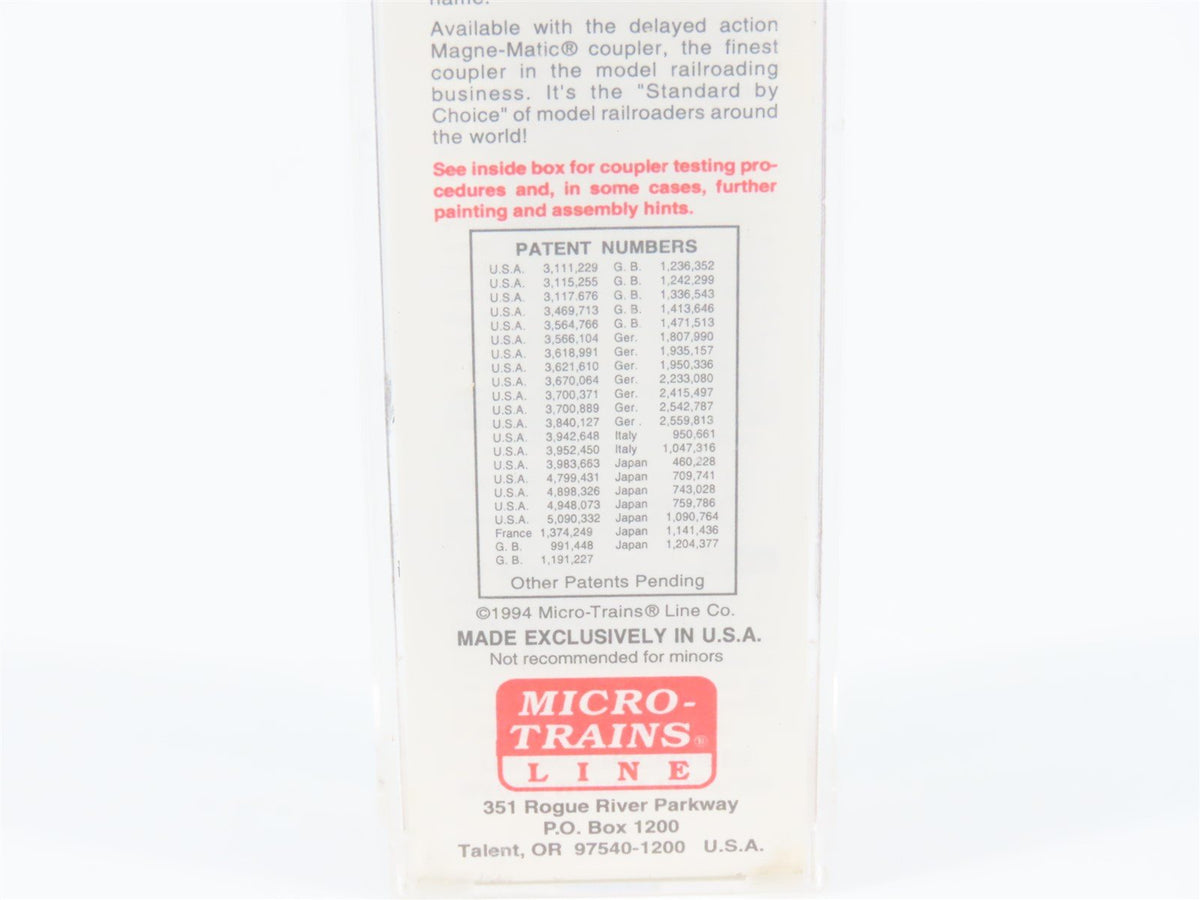 name.
Available with the delayed action
Magne-Matic® coupler, the finest
coupler in the model railroading
business. It's the "Standard by
Choice" of model railroaders around
the world!
See inside box for coupler testing pro-
cedures and, in some cases, further
painting and assembly hints.
PATENT NUMBERS
U.S.A. 3,111,229 G. B. 1,236,352
U.S.A. 3,115,255 G. B. 1,242,299
U.S.A. 3,117,676 G. B. 1,336,543
U.S.A. 3,469,713 G. B. 1,413,646
U.S.A. 3,564,766 G. B. 1,471,513
U.S.A. 3,566,104 Ger. 1,807,990
U.S.A. 3,618,991 Ger. 1,935,157
U.S.A. 3,621,610 Ger. 1,950,336
U.S.A. 3,670,064 Ger. 2,233,080
U.S.A. 3,700,371 Ger. 2,415,497
U.S.A. 3,700,889 Ger. 2,542,787
U.S.A. 3,840,127 Ger . 2,559,813
U.S.A. 3,942,648 Italy 950,661
U.S.A. 3,952,450 Italy 1,047,316
U.S.A. 3,983,663 Japan 460,228
U.S.A. 4,799,431 Japan 709,741
U.S.A. 4,898,326 Japan 743,028
U.S.A. 4,948,073 Japan 759,786
U.S.A. 5,090,332 Japan 1,090,764
France 1,374,249 Japan 1,141,436
G. B. 991,448 Japan 1,204,377
G. B. 1,191,227
Other Patents Pending
©1994 Micro-Trains® Line Co.
MADE EXCLUSIVELY IN U.S.A.
Not recommended for minors
MICRO-
TRAINS®
LINE
351 Rogue River Parkway
P.O. Box 1200
Talent, OR 97540-1200 U.S.A.